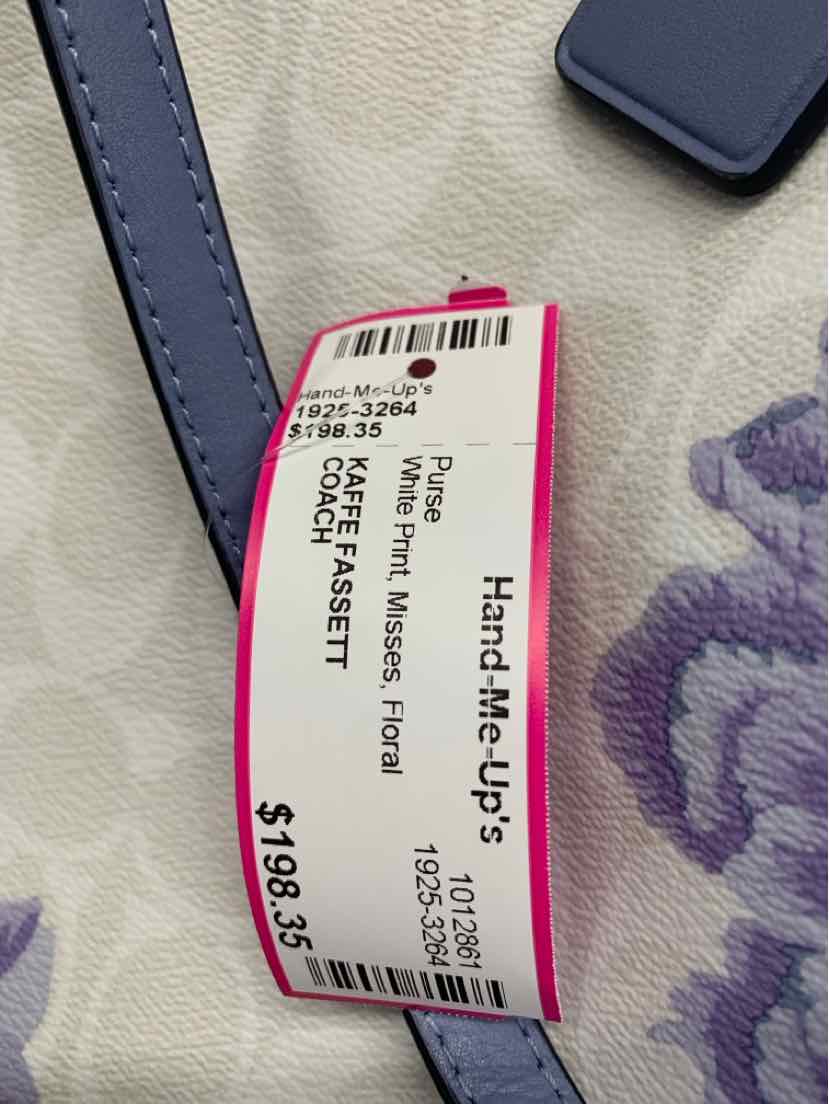 Hand-Me-Up's
1925-3264
$198.35
Hand-Me-Up's
1012861
1925-3264
Purse
White Print, Misses, Floral
KAFFE FASSETT
COACH
$198.35